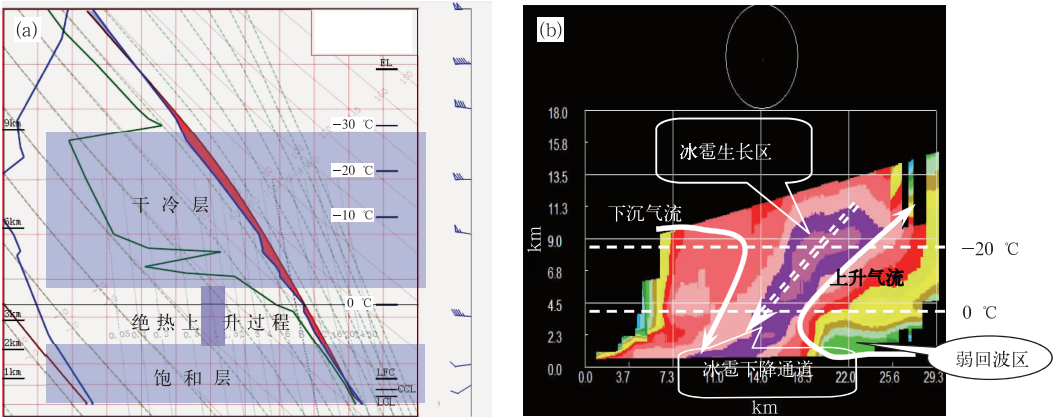 (a)
EL
9km
−30 ℃
−20 ℃
干冷层
−10 ℃
6km
0 ℃
3km
绝热上升过程
2km
饱和层
1km
LFC
CCL
LCL
(b)
18.0
15.8
冰雹生长区
13.5
下沉气流
11.3
km
9.0
−20 ℃
上升气流
6.8
4.5
0 ℃
2.3
弱回波区
0.0
冰雹下降通道
0.0 3.7 7.3 11.0 14.6 18.3 22.0 25.6 29.3
km